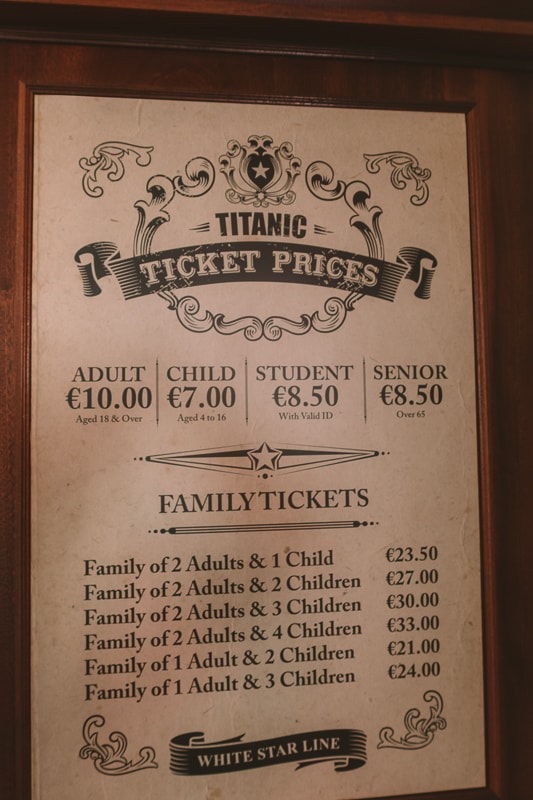 TITANIC
TICKET PRICES
ADULT
€10.00
Aged 18 & Over
CHILD
€7.00
Aged 4 to 16
STUDENT
€8.50
With Valid ID
SENIOR
€8.50
Over 65
FAMILY TICKETS
Family of 2 Adults & 1 Child €23.50
Family of 2 Adults & 2 Children €27.00
Family of 2 Adults & 3 Children €30.00
Family of 2 Adults & 4 Children €33.00
Family of 1 Adult & 2 Children €21.00
Family of 1 Adult & 3 Children €24.00
WHITE STAR LINE